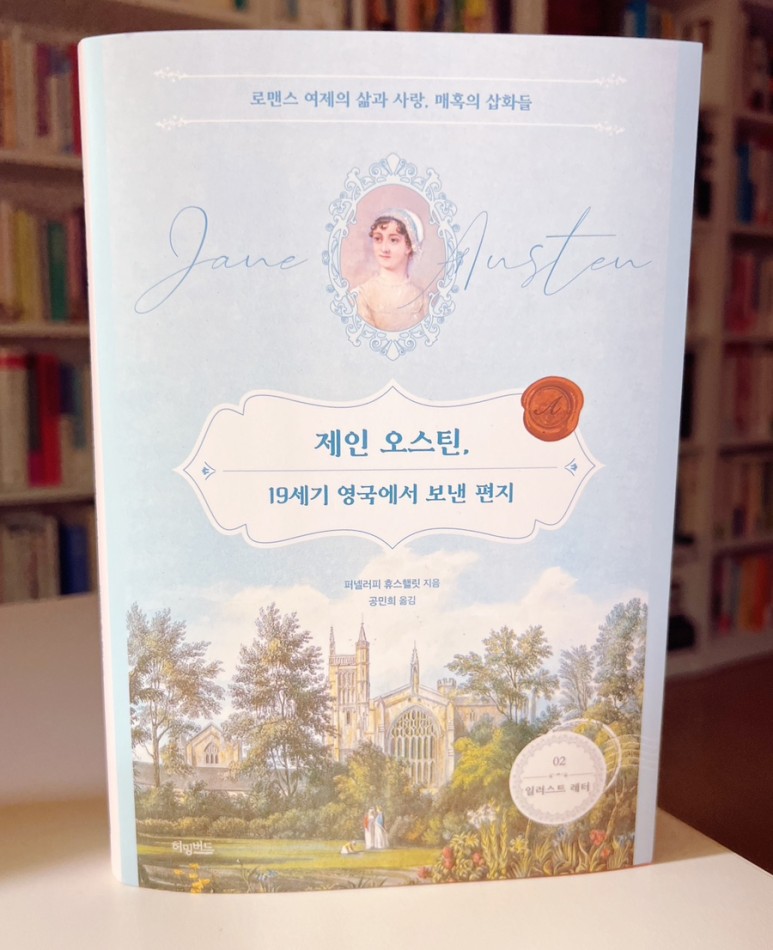 로맨스 여제의 삶과 사랑, 매혹의 삽화들
Jane Austen
A
제인 오스틴,
19세기 영국에서 보낸 편지
퍼넬러피 휴스핼릿 지음
공민희 옮김
02
일러스트 레터
허밍버드